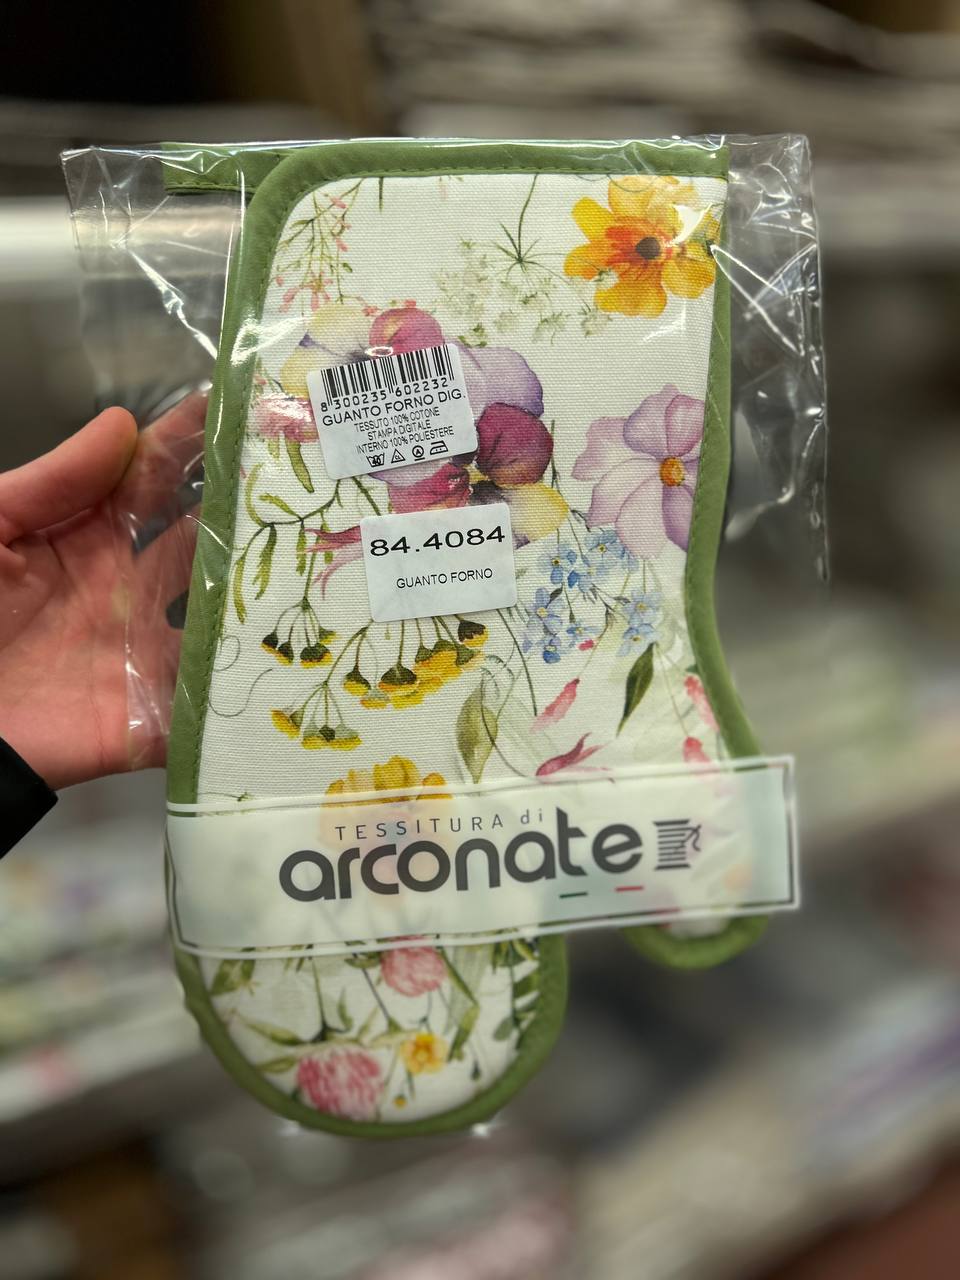 8 300235 602232
GUANTO FORNO DIG.
TESSUTO 100% COTONE
STAMPA DIGITALE
INTERNO 100% POLIESTERE
84.4084
GUANTO FORNO
TESSITURA di
arconate